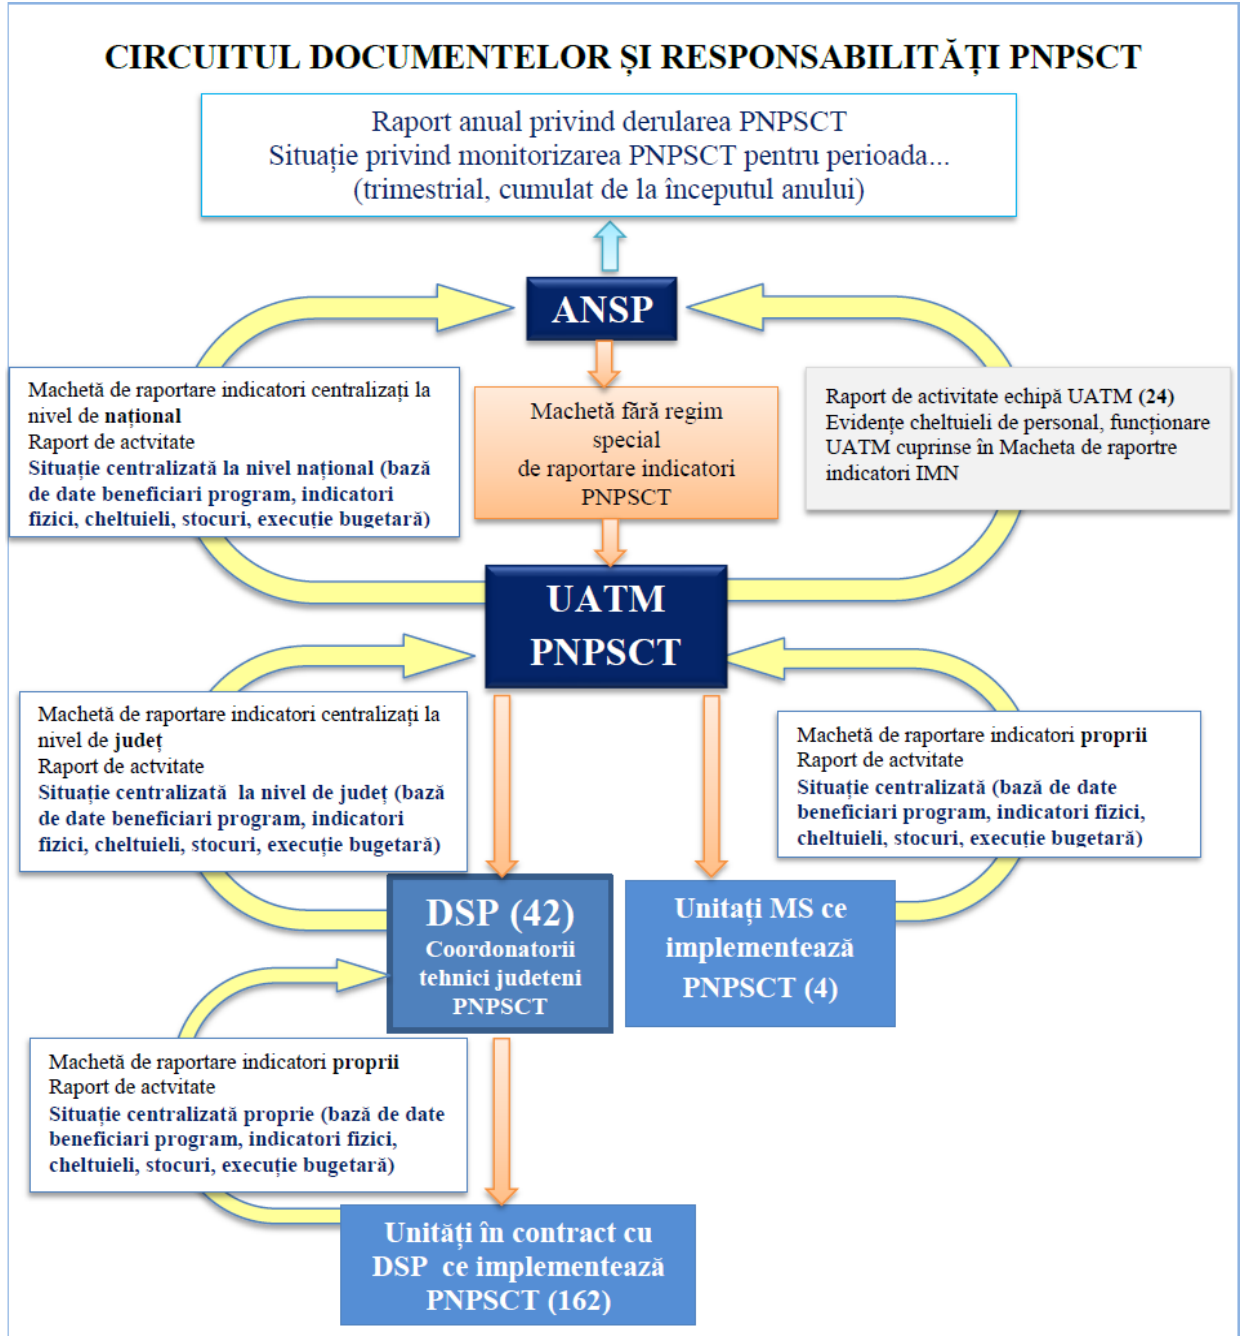 CIRCUITUL DOCUMENTELOR ȘI RESPONSABILITĂȚI PNPSCT
Raport anual privind derularea PNPSCT
Situație privind monitorizarea PNPSCT pentru perioada...
(trimestrial, cumulat de la începutul anului)
ANSP
Machetă de raportare indicatori centralizați la
nivel de național
Raport de actvitate
Situație centralizată la nivel național (bază
de date beneficiari program, indicatori
fizici, cheltuieli, stocuri, execuție bugetară)
Machetă fără regim
special
de raportare indicatori
PNPSCT
Raport de activitate echipă UATM (24)
Evidențe cheltuieli de personal, funcționare
UATM cuprinse în Macheta de raportre
indicatori IMN
UATM
PNPSCT
Machetă de raportare indicatori centralizați la
nivel de județ
Raport de actvitate
Situație centralizată la nivel de județ (bază
de date beneficiari program, indicatori
fizici, cheltuieli, stocuri, execuție bugetară)
Machetă de raportare indicatori proprii
Raport de actvitate
Situație centralizată (bază de date
beneficiari program, indicatori fizici,
cheltuieli, stocuri, execuție bugetară)
DSP (42)
Coordonatorii
tehnici judeteni
PNPSCT
Unitați MS ce
implementează
PNPSCT (4)
Machetă de raportare indicatori proprii
Raport de actvitate
Situație centralizată proprie (bază de date
beneficiari program, indicatori fizici,
cheltuieli, stocuri, execuție bugetară)
Unități în contract cu
DSP ce implementează
PNPSCT (162)